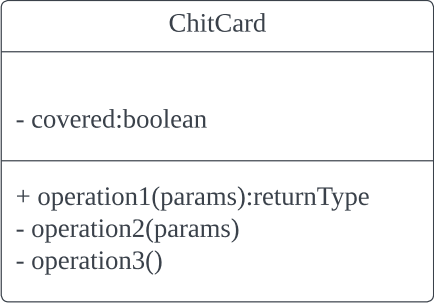 ChitCard
- covered:boolean
+ operation1(params):returnType
- operation2(params)
- operation3()